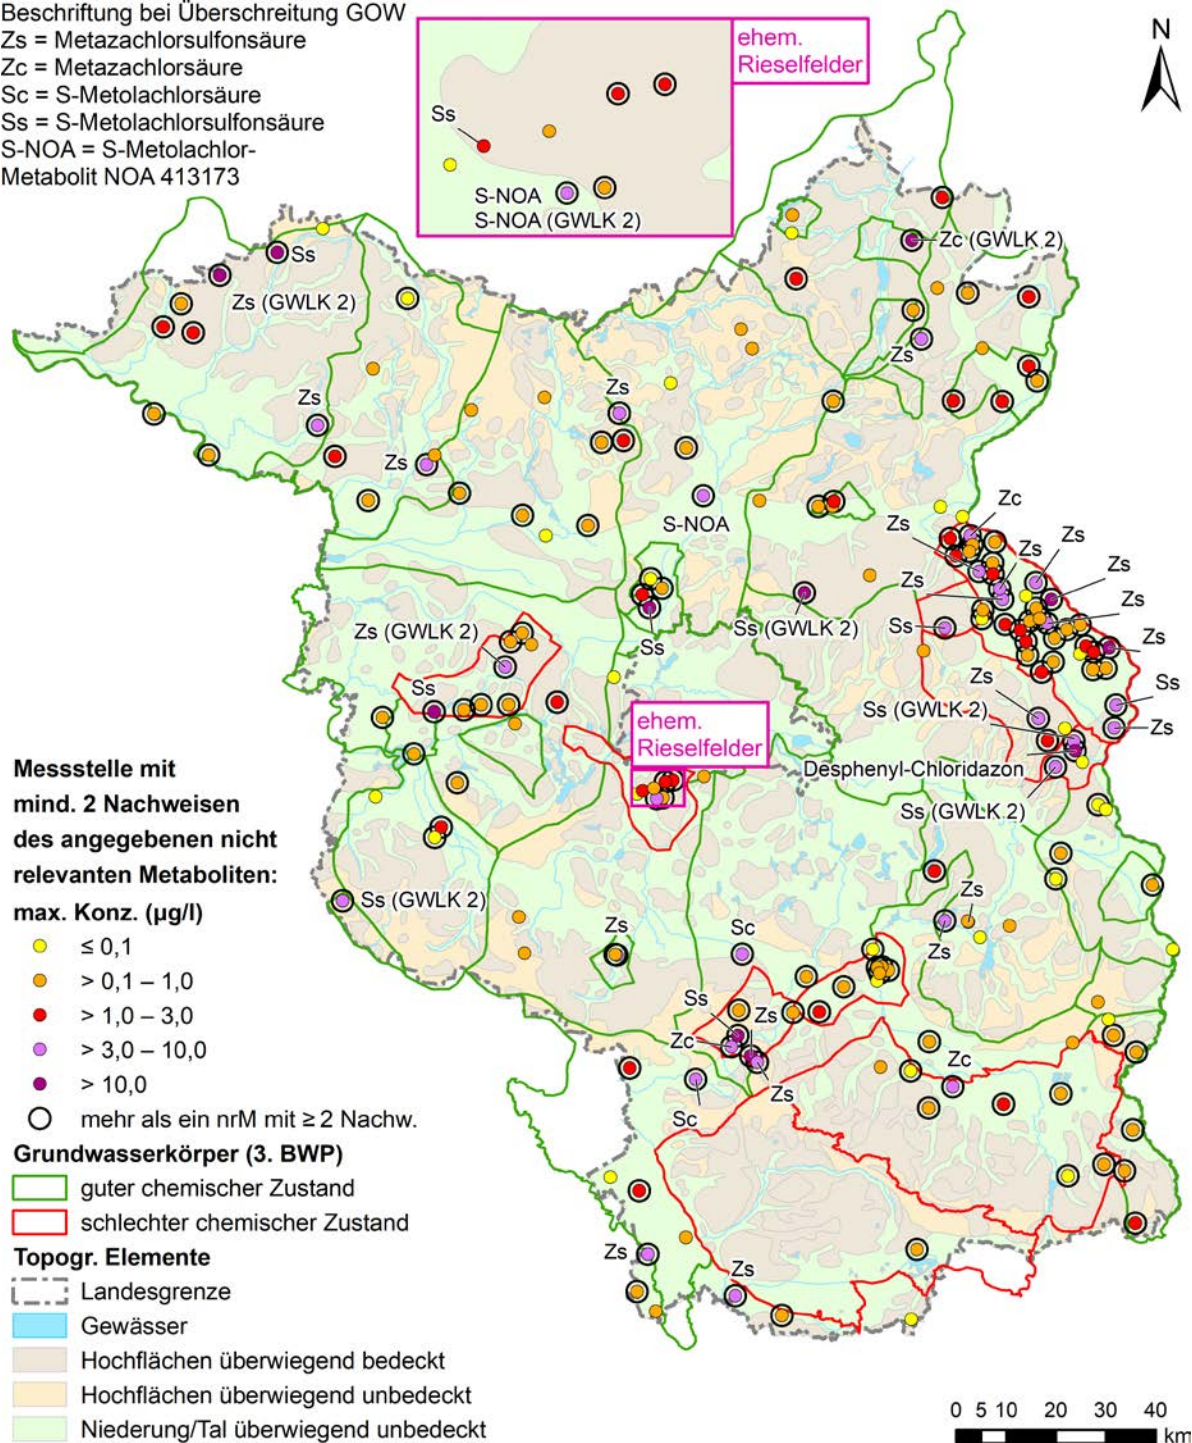 Beschriftung bei Überschreitung GOW
Zs = Metazachlorsulfonsäure
Zc = Metazachlorsäure
Sc = S-Metolachlorsäure
Ss = S-Metolachlorsulfonsäure
S-NOA = S-Metolachlor-
Metabolit NOA 413173
ehem.
Rieselfelder
Ss
S-NOA
S-NOA (GWLK 2)
N
Ss
Zs (GWLK 2)
Zc (GWLK 2)
Zs
Zs
Zs
Zs
S-NOA
Zc
Zs
Zs
Zs
Zs
Zs
Zs
Zs
Ss
Ss (GWLK 2)
Ss
Zs (GWLK 2)
Ss
Zs
Ss
Ss (GWLK 2)
Zs
ehem.
Rieselfelder
Desphenyl-Chloridazon
Ss (GWLK 2)
Ss (GWLK 2)
Zs
Sc
Zs
Zs
Ss
Zs
Zc
Zs
Sc
Zc
Zs
Zs
Messstelle mit
mind. 2 Nachweisen
des angegebenen nicht
relevanten Metaboliten:
max. Konz. (µg/l)
≤ 0,1
> 0,1 – 1,0
> 1,0 – 3,0
> 3,0 – 10,0
> 10,0
mehr als ein nrM mit ≥ 2 Nachw.
Grundwasserkörper (3. BWP)
guter chemischer Zustand
schlechter chemischer Zustand
Topogr. Elemente
Landesgrenze
Gewässer
Hochflächen überwiegend bedeckt
Hochflächen überwiegend unbedeckt
Niederung/Tal überwiegend unbedeckt
0 5 10 20 30 40
km